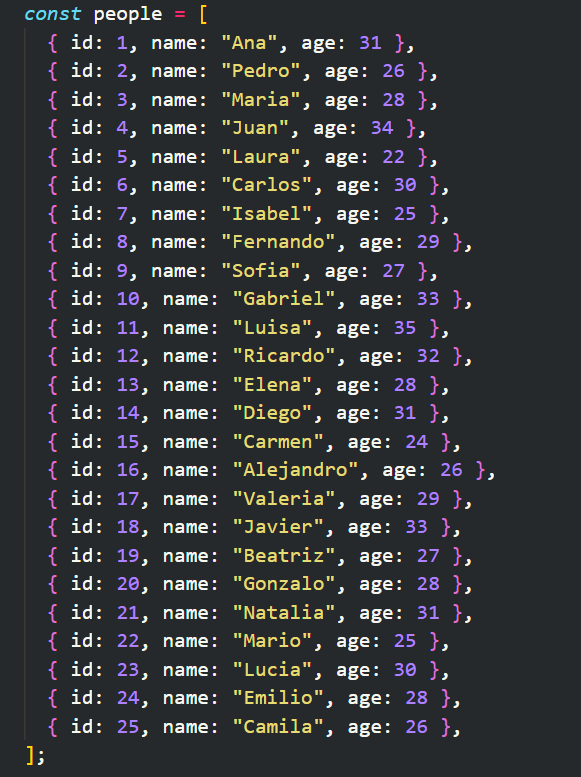 const people = [
{ id: 1, name: "Ana", age: 31 },
{ id: 2, name: "Pedro", age: 26 },
{ id: 3, name: "Maria", age: 28 },
{ id: 4, name: "Juan", age: 34 },
{ id: 5, name: "Laura", age: 22 },
{ id: 6, name: "Carlos", age: 30 },
{ id: 7, name: "Isabel", age: 25 },
{ id: 8, name: "Fernando", age: 29 },
{ id: 9, name: "Sofia", age: 27 },
{ id: 10, name: "Gabriel", age: 33 },
{ id: 11, name: "Luisa", age: 35 },
{ id: 12, name: "Ricardo", age: 32 },
{ id: 13, name: "Elena", age: 28 },
{ id: 14, name: "Diego", age: 31 },
{ id: 15, name: "Carmen", age: 24 },
{ id: 16, name: "Alejandro", age: 26 },
{ id: 17, name: "Valeria", age: 29 },
{ id: 18, name: "Javier", age: 33 },
{ id: 19, name: "Beatriz", age: 27 },
{ id: 20, name: "Gonzalo", age: 28 },
{ id: 21, name: "Natalia", age: 31 },
{ id: 22, name: "Mario", age: 25 },
{ id: 23, name: "Lucia", age: 30 },
{ id: 24, name: "Emilio", age: 28 },
{ id: 25, name: "Camila", age: 26 },
];